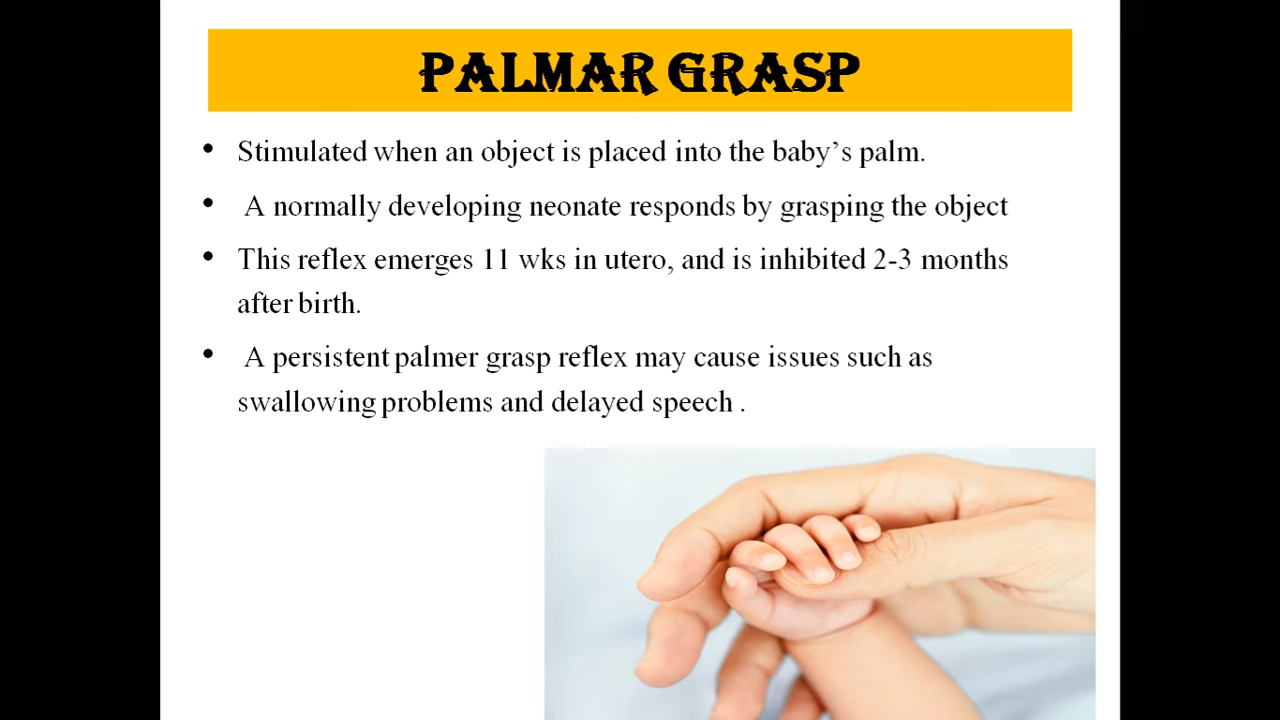 PALMAR GRASP
• Stimulated when an object is placed into the baby’s palm.
• A normally developing neonate responds by grasping the object
• This reflex emerges 11 wks in utero, and is inhibited 2-3 months
after birth.
• A persistent palmer grasp reflex may cause issues such as
swallowing problems and delayed speech .